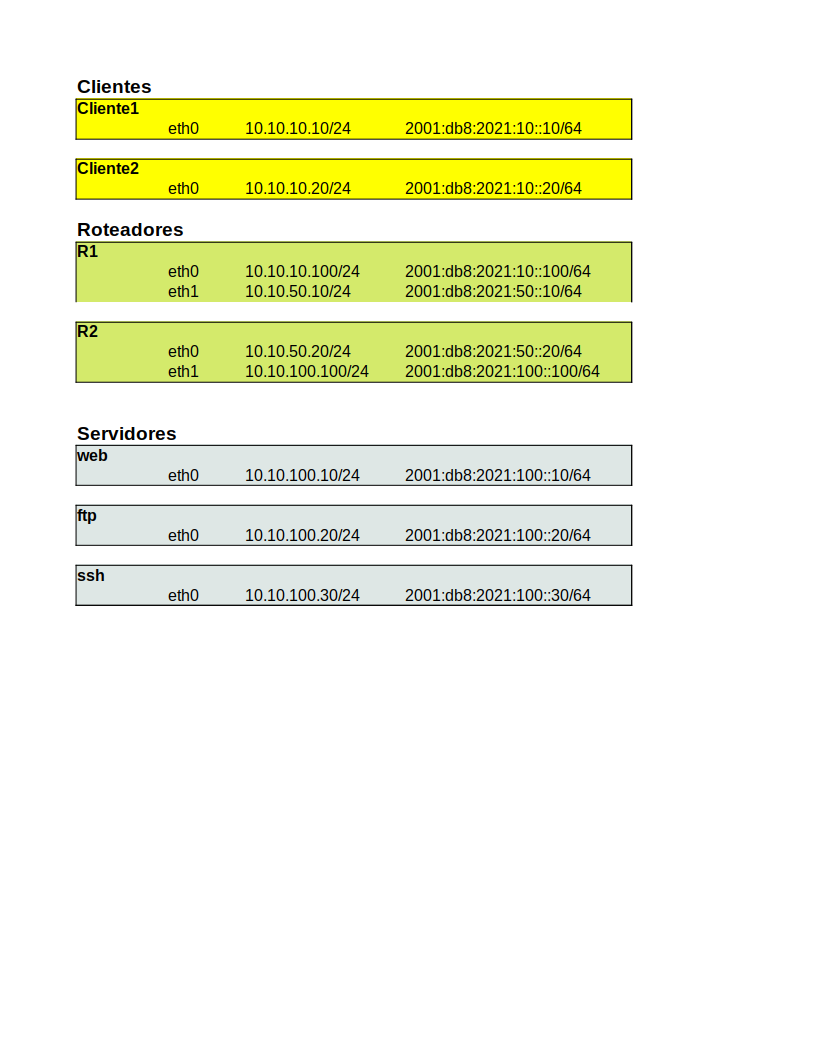 Clientes
Cliente1
eth0 10.10.10.10/24 2001:db8:2021:10::10/64
Cliente2
eth0 10.10.10.20/24 2001:db8:2021:10::20/64
Roteadores
R1
eth0 10.10.10.100/24 2001:db8:2021:10::100/64
eth1 10.10.50.10/24 2001:db8:2021:50::10/64
R2
eth0 10.10.50.20/24 2001:db8:2021:50::20/64
eth1 10.10.100.100/24 2001:db8:2021:100::100/64
Servidores
web
eth0 10.10.100.10/24 2001:db8:2021:100::10/64
ftp
eth0 10.10.100.20/24 2001:db8:2021:100::20/64
ssh
eth0 10.10.100.30/24 2001:db8:2021:100::30/64